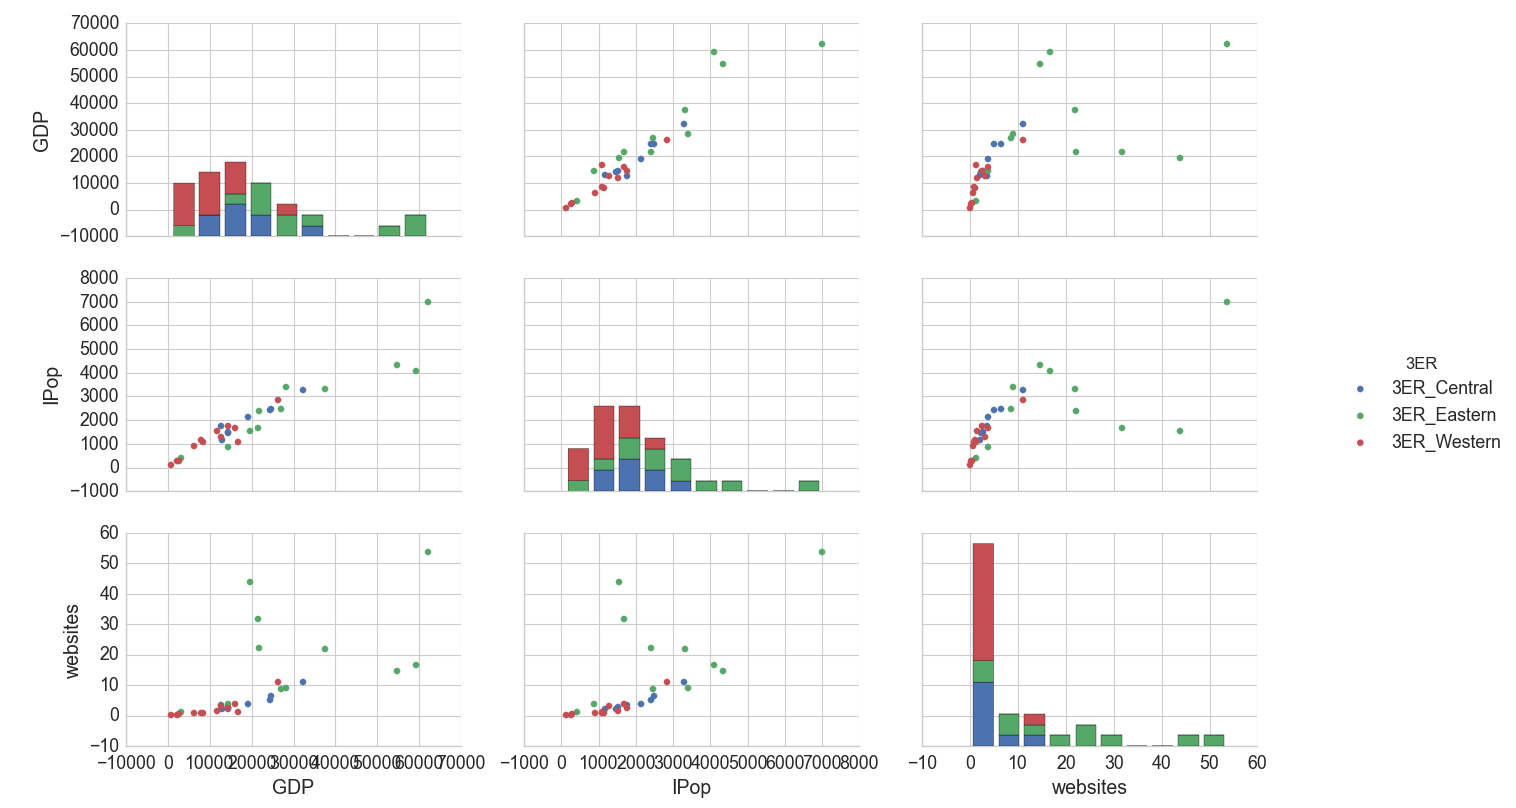 70000
60000
50000
40000
30000
20000
10000
0
−10000
GDP
8000
7000
6000
5000
4000
3000
2000
1000
0
−1000
IPop
3ER
3ER_Central
3ER_Eastern
3ER_Western
60
50
40
30
20
10
0
−10
websites
−10000 0 10000 20000 30000 40000 50000 60000 70000
GDP
−1000 0 1000 2000 3000 4000 5000 6000 7000 8000
IPop
−10 0 10 20 30 40 50 60
websites